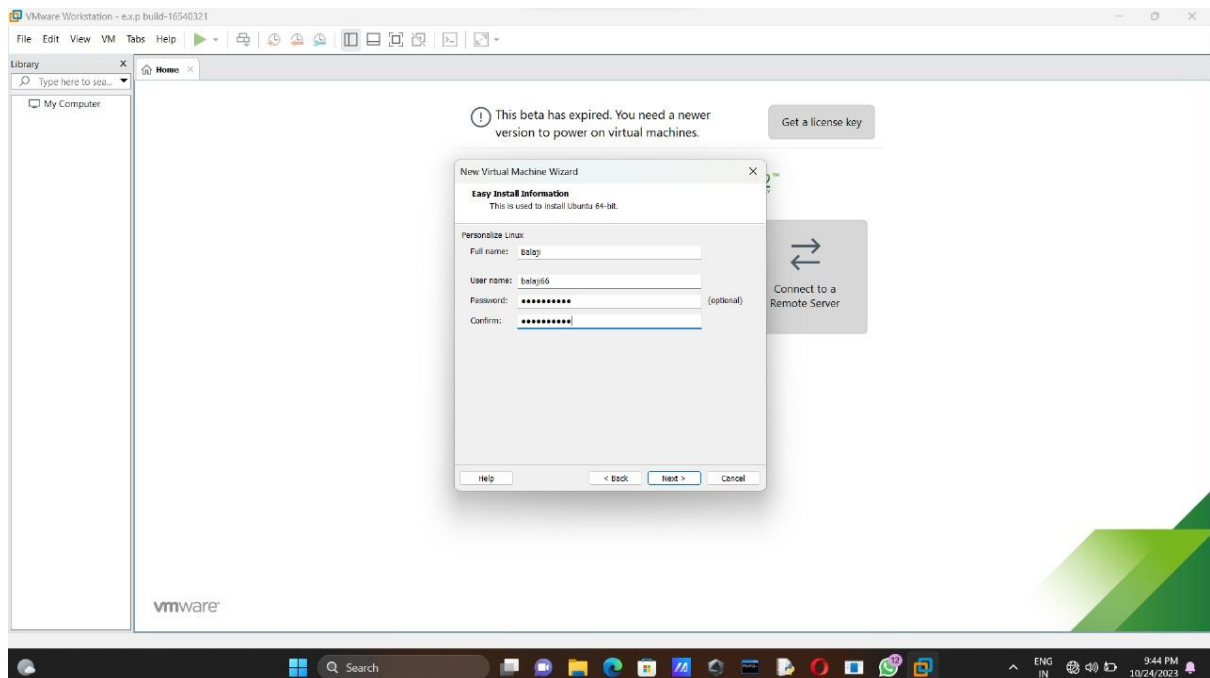 VMware Workstation - e.x.p build-16540321
File Edit View VM Tabs Help
Library X
Home ×
Type here to sea...
My Computer
This beta has expired. You need a newer
version to power on virtual machines.
Get a license key
New Virtual Machine Wizard
Easy Install Information
This is used to install Ubuntu 64-bit.
Personalize Linux
Full name: Balaji
User name: balaji66
Password: ●●●●●●●●●● (optional)
Confirm: ●●●●●●●●●●
Connect to a
Remote Server
Help < Back Next > Cancel
vmware
Search
12
ENG
IN
9:44 PM
10/24/2023